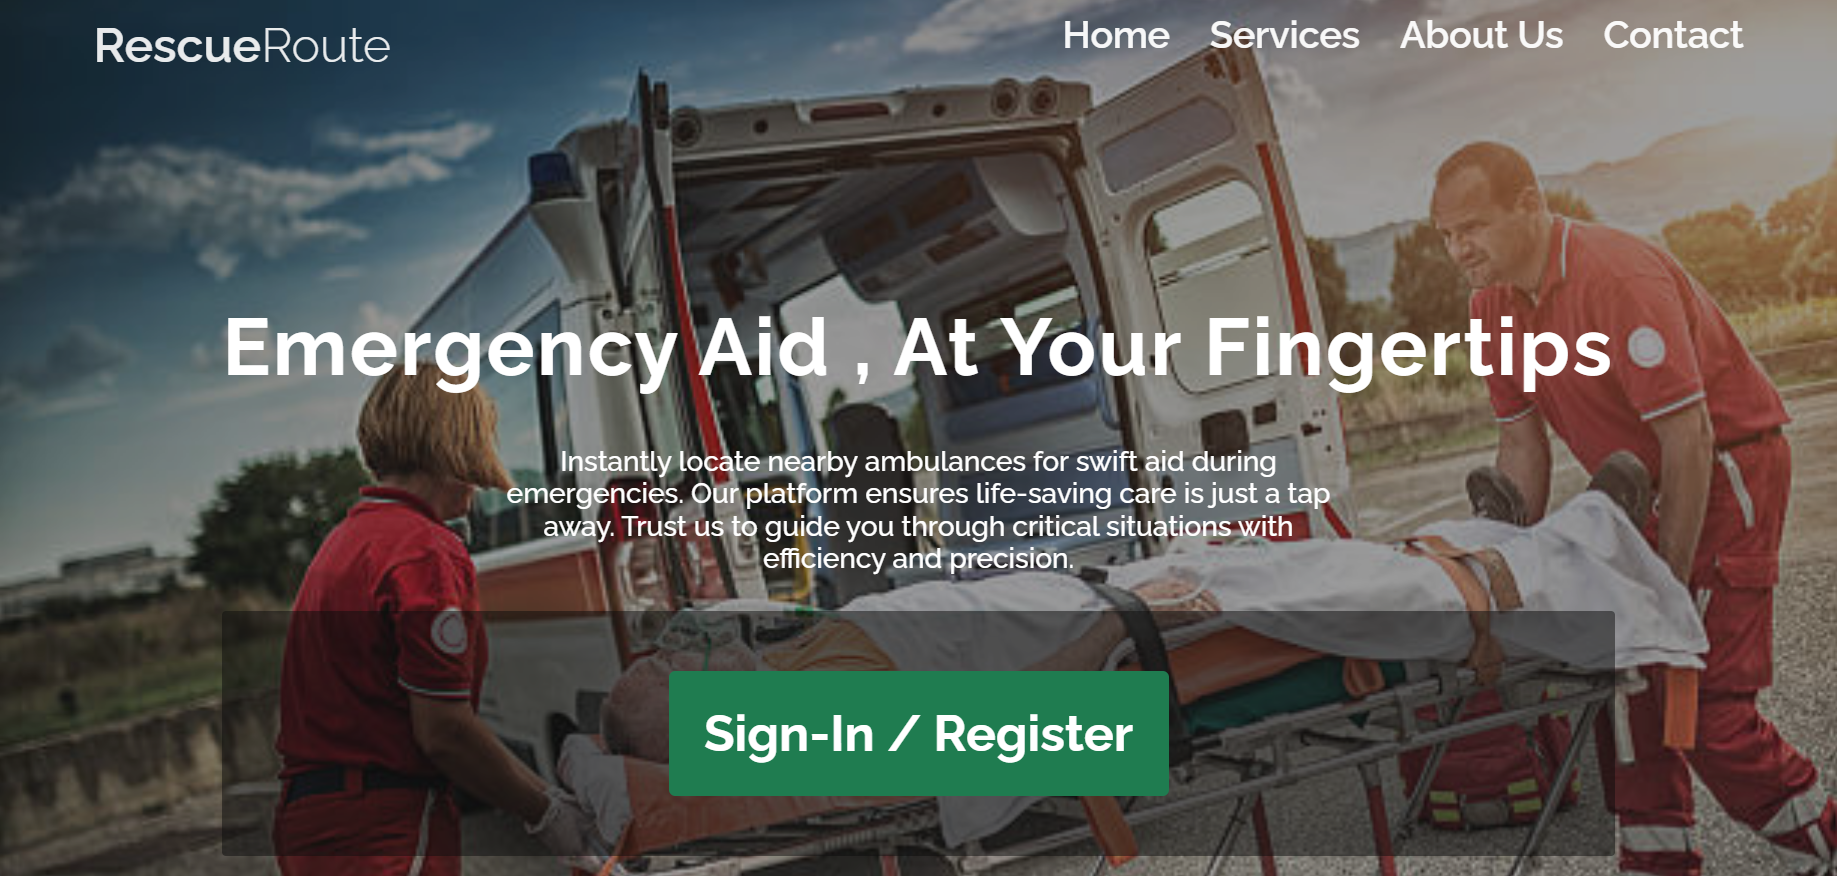 RescueRoute
Home Services About Us Contact
Emergency Aid , At Your Fingertips
Instantly locate nearby ambulances for swift aid during
emergencies. Our platform ensures life-saving care is just a tap
away. Trust us to guide you through critical situations with
efficiency and precision.
Sign-In / Register